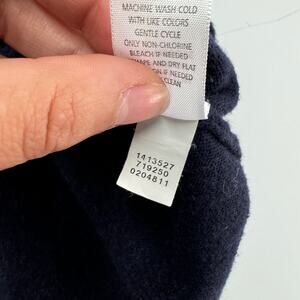 MACHINE WASH COLD
WITH LIKE COLORS
GENTLE CYCLE
ONLY NON-CHLORINE
BLEACH IF NEEDED
AND DRY FLAT
IF NEEDED
CLEAN
1413527
719250
0204811